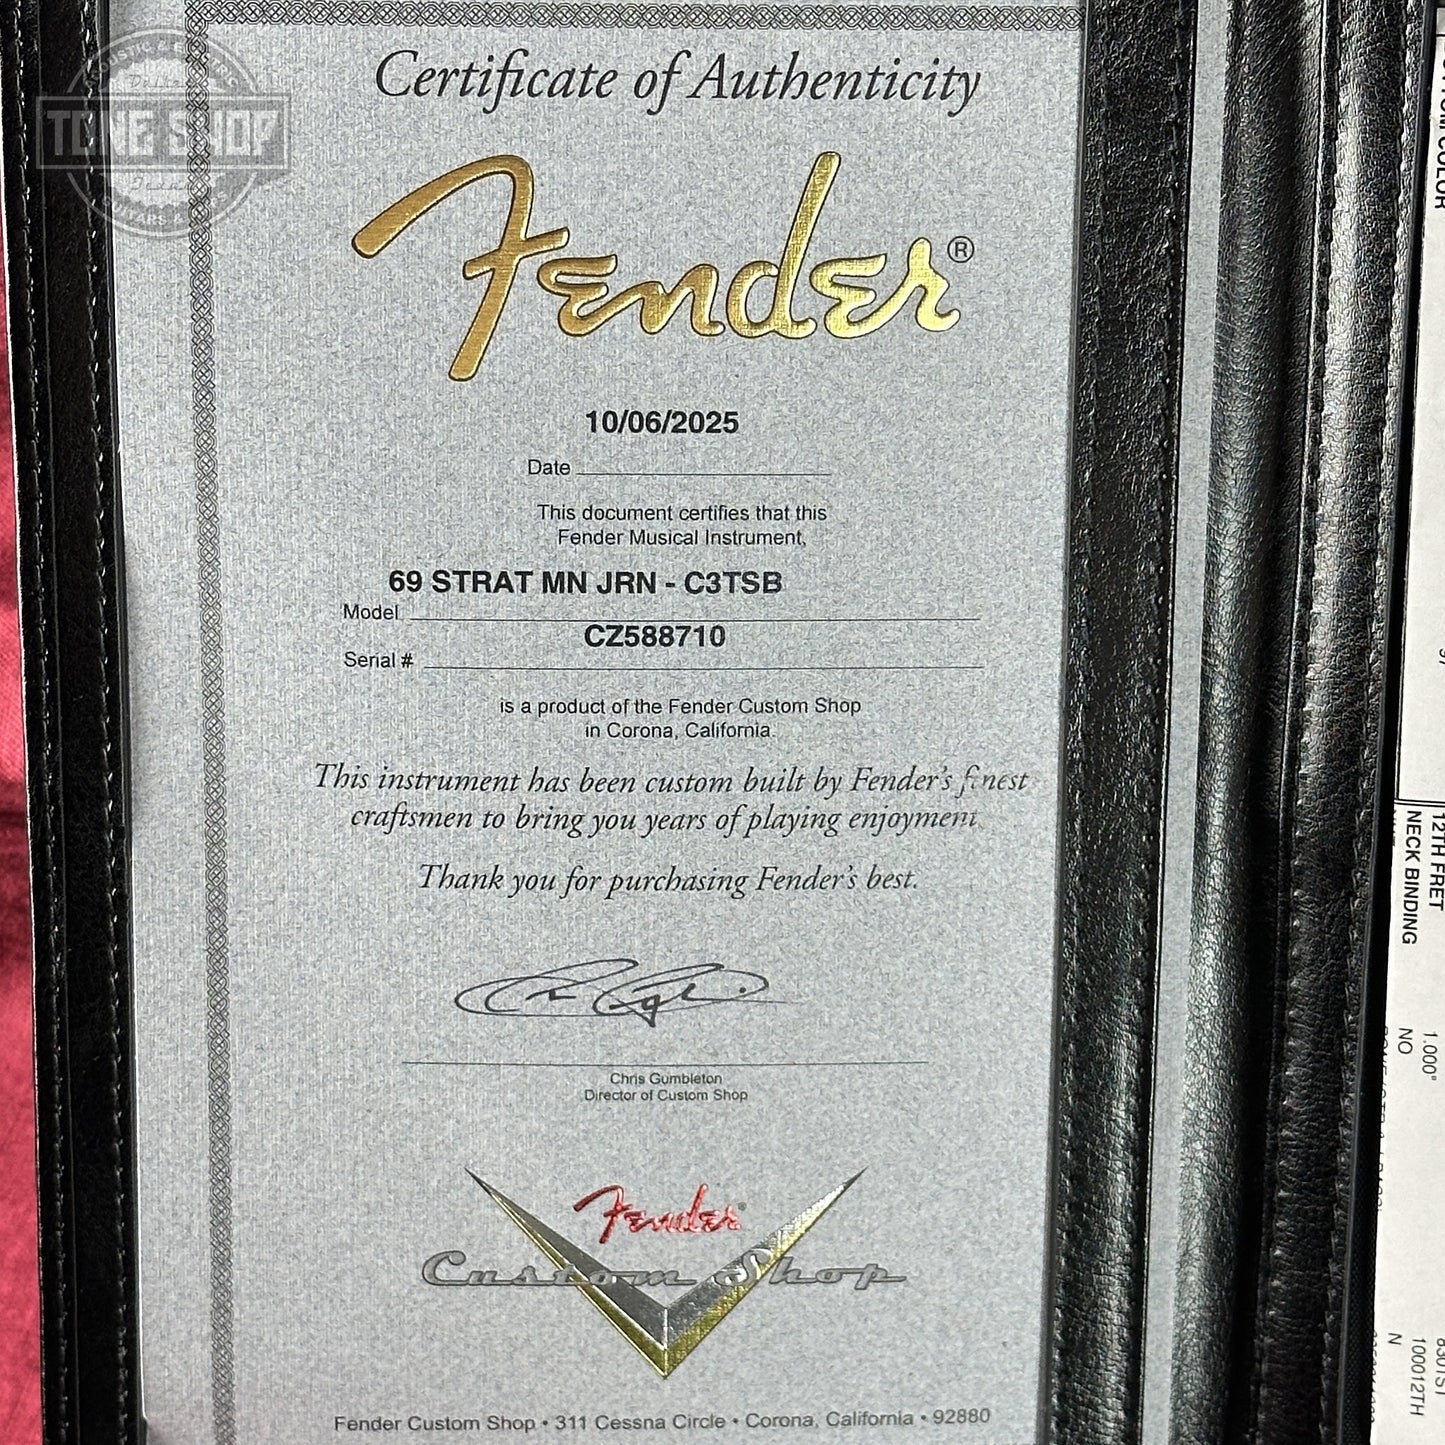 Certificate of Authenticity
Fender®
10/06/2025
Date
This document certifies that this
Fender Musical Instrument,
69 STRAT MN JRN - C3TSB
Model
CZ588710
Serial #
is a product of the Fender Custom Shop
in Corona, California.
This instrument has been custom built by Fender's finest
craftsmen to bring you years of playing enjoyment
Thank you for purchasing Fender's best.
Chris Gumbleton
Director of Custom Shop
Fender
Custom Shop
Fender Custom Shop • 311 Cessna Circle • Corona, California • 92880
TONE SHOP
GUITARS
COLOR
12TH FRET
NECK BINDING
1.000"
NO
100012TH
N